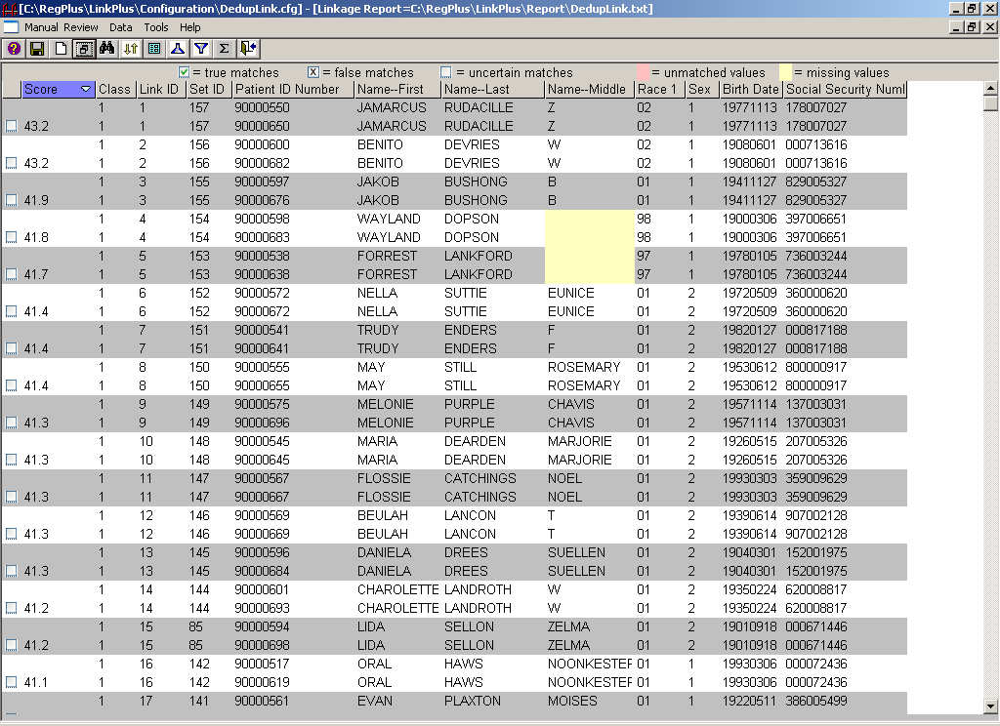 [C:\RegPlus\LinkPlus\Configuration\DedupLink.cfg] - [Linkage Report=C:\RegPlus\LinkPlus\Report\DedupLink.txt]
Manual Review Data Tools Help
= true matches = false matches = uncertain matches = unmatched values = missing values
Score Class Link ID Set ID Patient ID Number Name--First Name--Last Name--Middle Race 1 Sex Birth Date Social Security Numl
1 1 157 90000550 JAMARCUS RUDACILLE Z 02 1 19771113 178007027
43.2 1 1 157 90000650 JAMARCUS RUDACILLE Z 02 1 19771113 178007027
1 2 156 90000600 BENITO DEVRIES W 02 1 19080601 000713616
43.2 1 2 156 90000682 BENITO DEVRIES W 02 1 19080601 000713616
1 3 155 90000597 JAKOB BUSHONG B 01 1 19411127 829005327
41.9 1 3 155 90000676 JAKOB BUSHONG B 01 1 19411127 829005327
1 4 154 90000598 WAYLAND DOPSON 98 1 19000306 397006651
41.8 1 4 154 90000683 WAYLAND DOPSON 98 1 19000306 397006651
1 5 153 90000538 FORREST LANKFORD 97 1 19780105 736003244
41.7 1 5 153 90000638 FORREST LANKFORD 97 1 19780105 736003244
1 6 152 90000572 NELLA SUTTIE EUNICE 01 2 19720509 360000620
41.4 1 6 152 90000672 NELLA SUTTIE EUNICE 01 2 19720509 360000620
1 7 151 90000541 TRUDY ENDERS F 01 2 19820127 000817188
41.4 1 7 151 90000641 TRUDY ENDERS F 01 2 19820127 000817188
1 8 150 90000555 MAY STILL ROSEMARY 01 2 19530612 800000917
41.4 1 8 150 90000655 MAY STILL ROSEMARY 01 2 19530612 800000917
1 9 149 90000575 MELONIE PURPLE CHAVIS 01 2 19571114 137003031
41.3 1 9 149 90000696 MELONIE PURPLE CHAVIS 01 2 19571114 137003031
1 10 148 90000545 MARIA DEARDEN MARJORIE 01 2 19260515 207005326
41.3 1 10 148 90000645 MARIA DEARDEN MARJORIE 01 2 19260515 207005326
1 11 147 90000567 FLOSSIE CATCHINGS NOEL 01 2 19930303 359009629
41.3 1 11 147 90000667 FLOSSIE CATCHINGS NOEL 01 2 19930303 359009629
1 12 146 90000569 BEULAH LANCON T 01 2 19390614 907002128
41.3 1 12 146 90000669 BEULAH LANCON T 01 2 19390614 907002128
1 13 145 90000596 DANIELA DREES SUELLEN 01 2 19040301 152001975
41.3 1 13 145 90000684 DANIELA DREES SUELLEN 01 2 19040301 152001975
1 14 144 90000601 CHAROLETTE LANDROTH W 01 2 19350224 620008817
41.2 1 14 144 90000693 CHAROLETTE LANDROTH W 01 2 19350224 620008817
1 15 85 90000594 LIDA SELLON ZELMA 01 2 19010918 000671446
41.2 1 15 85 90000698 LIDA SELLON ZELMA 01 2 19010918 000671446
1 16 142 90000517 ORAL HAWS NOONKESTEF 01 1 19930306 000072436
41.1 1 16 142 90000619 ORAL HAWS NOONKESTEF 01 1 19930306 000072436
1 17 141 90000561 EVAN PLAXTON MOISES 01 1 19220511 386005499